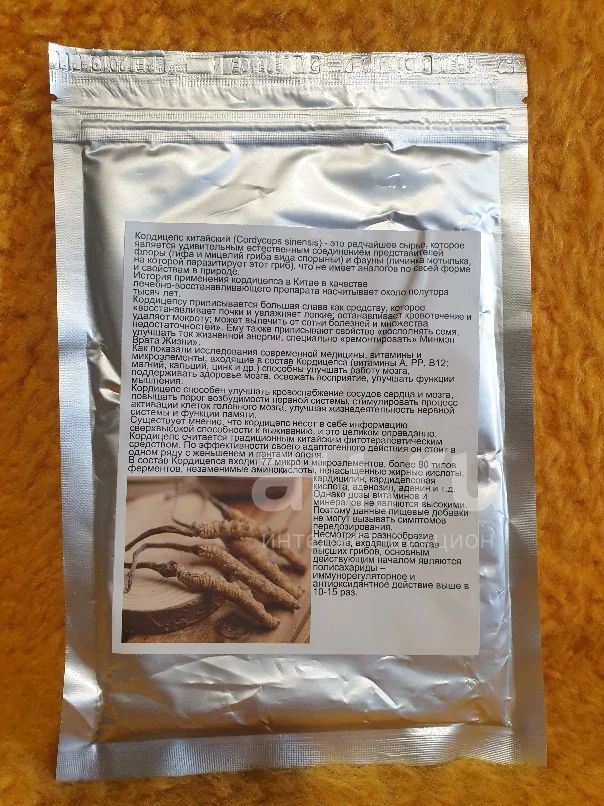 Кордицепс китайский (Cordyceps sinensis) - это редчайшее сырье, которое
является удивительным естественным соединением представителей
флоры (гифа и мицелий гриба вида спорыньи) и фауны (личинка мотылька,
на которой паразитирует этот гриб), что не имеет аналогов по своей форме
и свойствам в природе.
История применения кордицепса в Китае в качестве
лечебно-восстанавливающего препарата насчитывает около полутора
тысяч лет.
Кордицепсу приписывается большая слава как средству, которое
«восстанавливает почки и увлажняет легкие; останавливает кровотечение и
удаляет мокроту; может вылечить от сотни болезней и множества
недостаточностей». Ему также приписывают свойство «восполнять семя,
улучшать ток жизненной энергии, специально «ремонтировать» Минмэн
Врата Жизни».
Как показали исследования современной медицины, витамины и
микроэлементы, входящие в состав Кордицепса (витамины А, РР, В12;
магний, кальций, цинк и др.) способны улучшать работу мозга,
поддерживать здоровье мозга, освежать восприятие, улучшать функции
мышления.
Кордицепс способен улучшать кровоснабжение сосудов сердца и мозга,
повышать порог возбудимости нервной системы, стимулировать процесс
активации клеток головного мозга, улучшая жизнедеятельность нервной
системы и функции памяти.
Существует мнение, что кордицепс несет в себе информацию
сверхвысокой способности к выживанию, и это целиком оправданно.
Кордицепс считается традиционным китайским фитотерапевтическим
средством. По эффективности своего адаптогенного действия он стоит в
одном ряду с женьшенем и пантами оленя.
В состав Кордицепса входит 77 макро и микроэлементов, более 80 типов
ферментов, незаменимые аминокислоты, ненасыщенные жирные кислоты,
кардицилин, кардицепсовая
кислота, аденозин, аденин и т.д.
Однако дозы витаминов и
минералов не являются высокими.
Поэтому данные пищевые добавки
не могут вызывать симптомов
передозирования.
Несмотря на разнообразие
веществ, входящих в состав
высших грибов, основным
действующим началом являются
полисахариды –
иммунорегуляторное и
антиоксидантное действие выше в
10-15 раз.